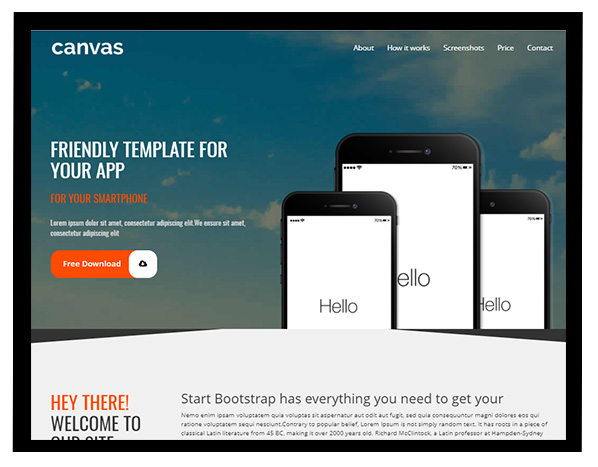 canvas
About How it works Screenshots Price Contact
FRIENDLY TEMPLATE FOR
YOUR APP
FOR YOUR SMARTPHONE
Lorem ipsum dolor sit amet, consectetur adipiscing elit.We ensure sit amet,
consectetur adipiscing elit
Free Download
70%
70%
70%
Hello
ello
Hello
HEY THERE!
WELCOME TO
OUR SITE
Start Bootstrap has everything you need to get your
Nemo enim ipsam voluptatem quia voluptas sit aspernatur aut odit aut fugit, sed quia consequuntur magni dolores eos qui
ratione voluptatem sequi nesciunt.Contrary to popular belief, Lorem Ipsum is not simply random text. It has roots in a piece of
classical Latin literature from 45 BC, making it over 2000 years old. Richard McClintock, a Latin professor at Hampden-Sydney